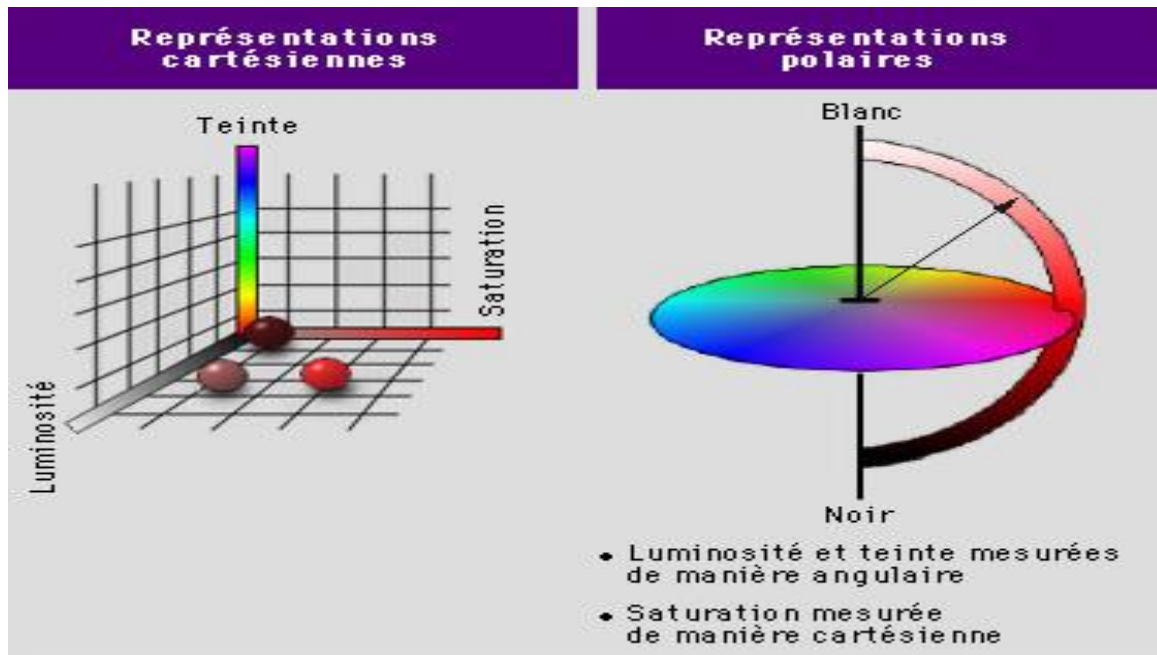 Représentations
cartésiennes
Teinte
Saturation
Luminosité
Représentations
polaires
Blanc
Noir
• Luminosité et teinte mesurées
de manière angulaire
• Saturation mesurée
de manière cartésienne